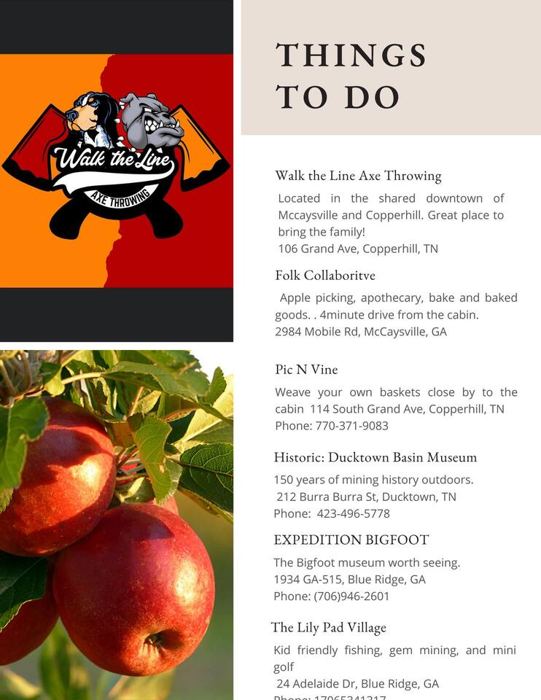 Walk the Line
AXE THROWING
THINGS
TO DO
Walk the Line Axe Throwing
Located in the shared downtown of
Mccaysville and Copperhill. Great place to
bring the family!
106 Grand Ave, Copperhill, TN
Folk Collaboritve
Apple picking, apothecary, bake and baked
goods. . 4minute drive from the cabin.
2984 Mobile Rd, McCaysville, GA
Pic N Vine
Weave your own baskets close by to the
cabin 114 South Grand Ave, Copperhill, TN
Phone: 770-371-9083
Historic: Ducktown Basin Museum
150 years of mining history outdoors.
212 Burra Burra St, Ducktown, TN
Phone: 423-496-5778
EXPEDITION BIGFOOT
The Bigfoot museum worth seeing.
1934 GA-515, Blue Ridge, GA
Phone: (706)946-2601
The Lily Pad Village
Kid friendly fishing, gem mining, and mini
golf
24 Adelaide Dr, Blue Ridge, GA
Phone: 17065341217